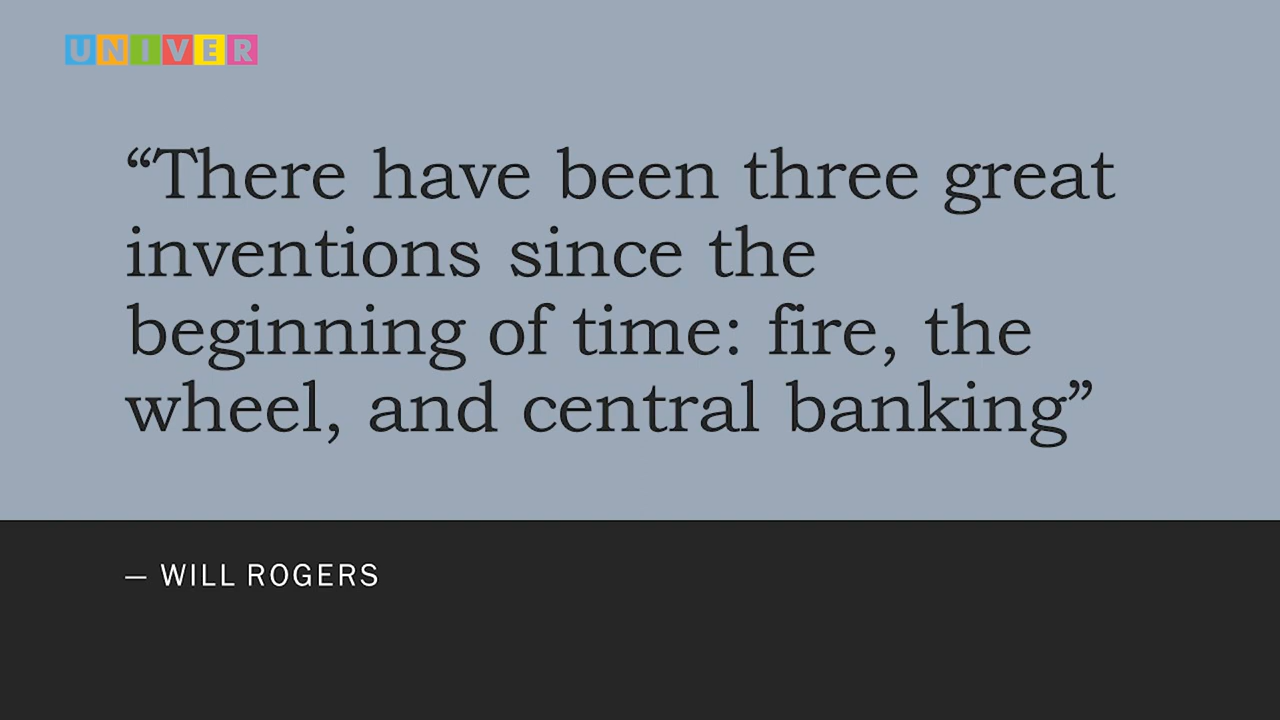 UNIVER
“There have been three great
inventions since the
beginning of time: fire, the
wheel, and central banking”
— WILL ROGERS